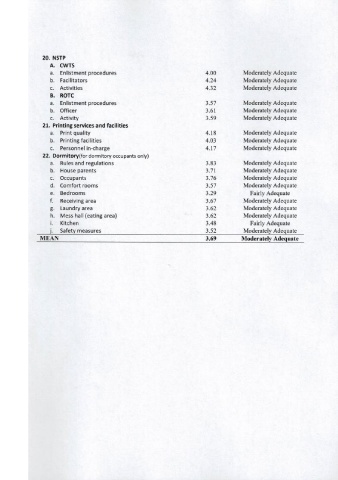 20. NSTP
A. CWTS
a. Enlistment procedures 4.00 Moderately Adequate
b. Facilitators 4.24 Moderately Adequate
c. Activities 4.32 Moderately Adequate
B. ROTC
a. Enlistment procedures 3.57 Moderately Adequate
b. Officer 3.61 Moderately Adequate
c. Activity 3.59 Moderately Adequate
21. Printing services and facilities
a. Print quality 4.18 Moderately Adequate
b. Printing facilities 4.03 Moderately Adequate
c. Personnel in-charge 4.17 Moderately Adequate
22. Dormitory(for dormitory occupants only)
a. Rules and regulations 3.83 Moderately Adequate
b. House parents 3.71 Moderately Adequate
c. Occupants 3.76 Moderately Adequate
d. Comfort rooms 3.57 Moderately Adequate
e. Bedrooms 3.29 Fairly Adequate
f. Receiving area 3.67 Moderately Adequate
g. Laundry area 3.62 Moderately Adequate
h. Mess hall (eating area) 3.62 Moderately Adequate
i. Kitchen 3.48 Fairly Adequate
j. Safety measures 3.52 Moderately Adequate
MEAN 3.69 Moderately Adequate